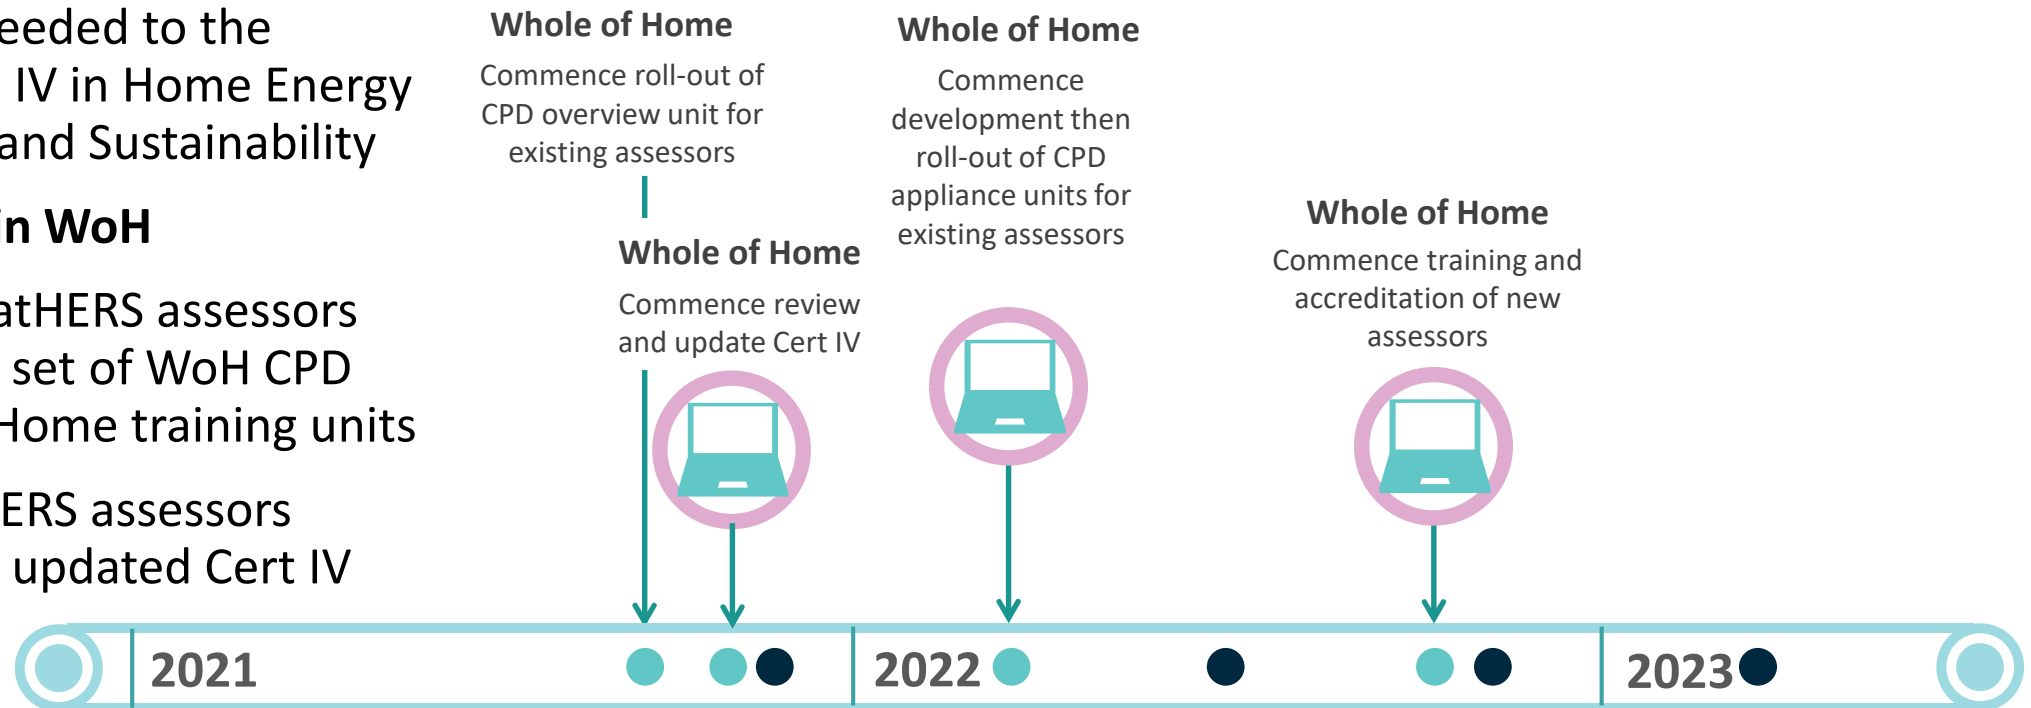 eeded to the
IV in Home Energy
and Sustainability
in WoH
atHERS assessors
set of WoH CPD
Home training units
ERS assessors
updated Cert IV
Whole of Home
Commence roll-out of
CPD overview unit for
existing assessors
Whole of Home
Commence review
and update Cert IV
Whole of Home
Commence
development then
roll-out of CPD
appliance units for
existing assessors
Whole of Home
Commence training and
accreditation of new
assessors
2021
2022
2023